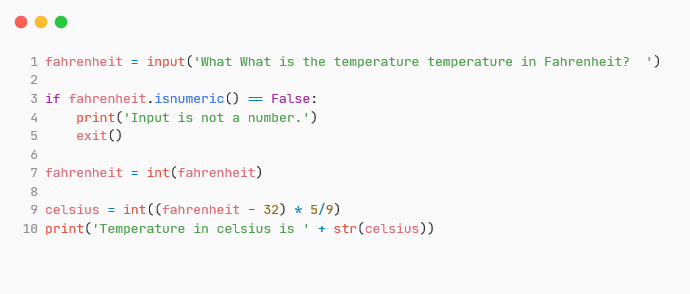 1 fahrenheit = input('What What is the temperature temperature in Fahrenheit?  ')
2
3 if fahrenheit.isnumeric() == False:
4     print('Input is not a number.')
5     exit()
6
7 fahrenheit = int(fahrenheit)
8
9 celsius = int((fahrenheit - 32) * 5/9)
10 print('Temperature in celsius is ' + str(celsius))